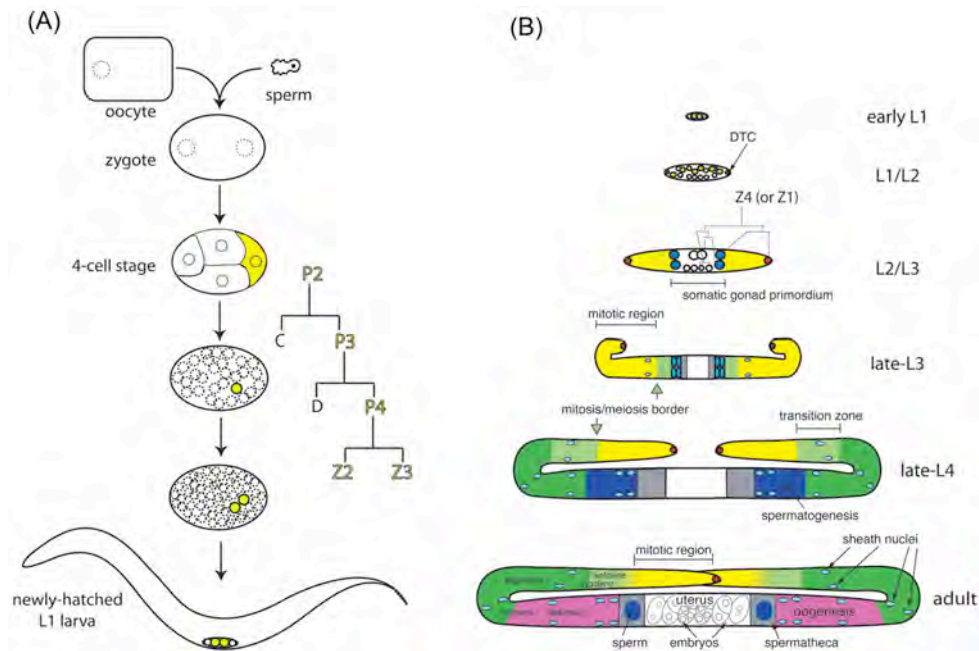 (A)
oocyte
sperm
zygote
4-cell stage
P2
C
P3
D
P4
Z2
Z3
newly-hatched
L1 larva
(B)
early L1
DTC
L1/L2
Z4 (or Z1)
L2/L3
somatic gonad primordium
mitotic region
late-L3
mitosis/meiosis border
transition zone
late-L4
spermatogenesis
mitotic region
sheath nuclei
adult
uterus
oogenesis
sperm
embryos
spermatheca